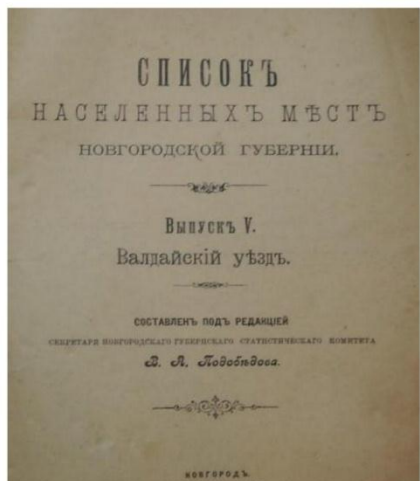 СПИСОКЪ
НАСЕЛЕННЫХЪ МѢСТЪ
НОВГОРОДСКОЙ ГУБЕРНІИ.
Выпускъ V.
Валдайскій уѣздъ.
СОСТАВЛЕНЪ ПОДЪ РЕДАКЦІЕЙ
СЕКРЕТАРЯ НОВГОРОДСКАГО ГУБЕРНСКАГО СТАТИСТИЧЕСКАГО КОМИТЕТА
В. А. Подобѣдова.
НОВГОРОДЪ.